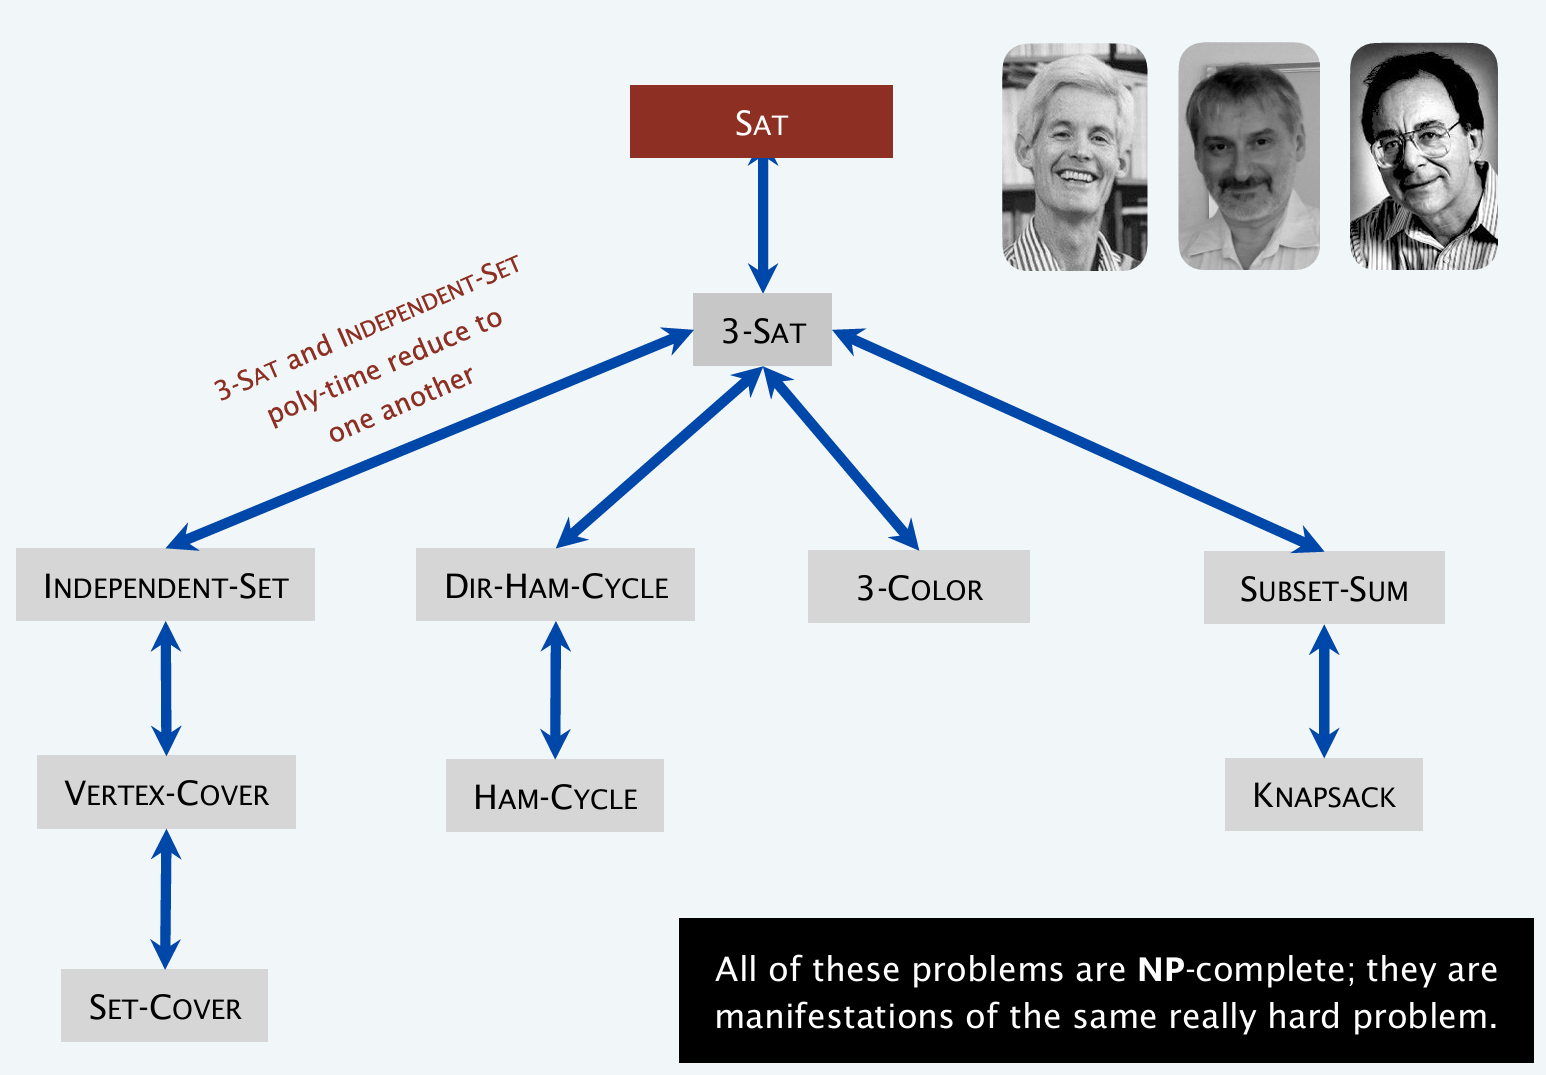 SAT
3-SAT and INDEPENDENT-SET
poly-time reduce to
one another
3-SAT
INDEPENDENT-SET
DIR-HAM-CYCLE
3-COLOR
SUBSET-SUM
VERTEX-COVER
HAM-CYCLE
KNAPSACK
SET-COVER
All of these problems are NP-complete; they are
manifestations of the same really hard problem.